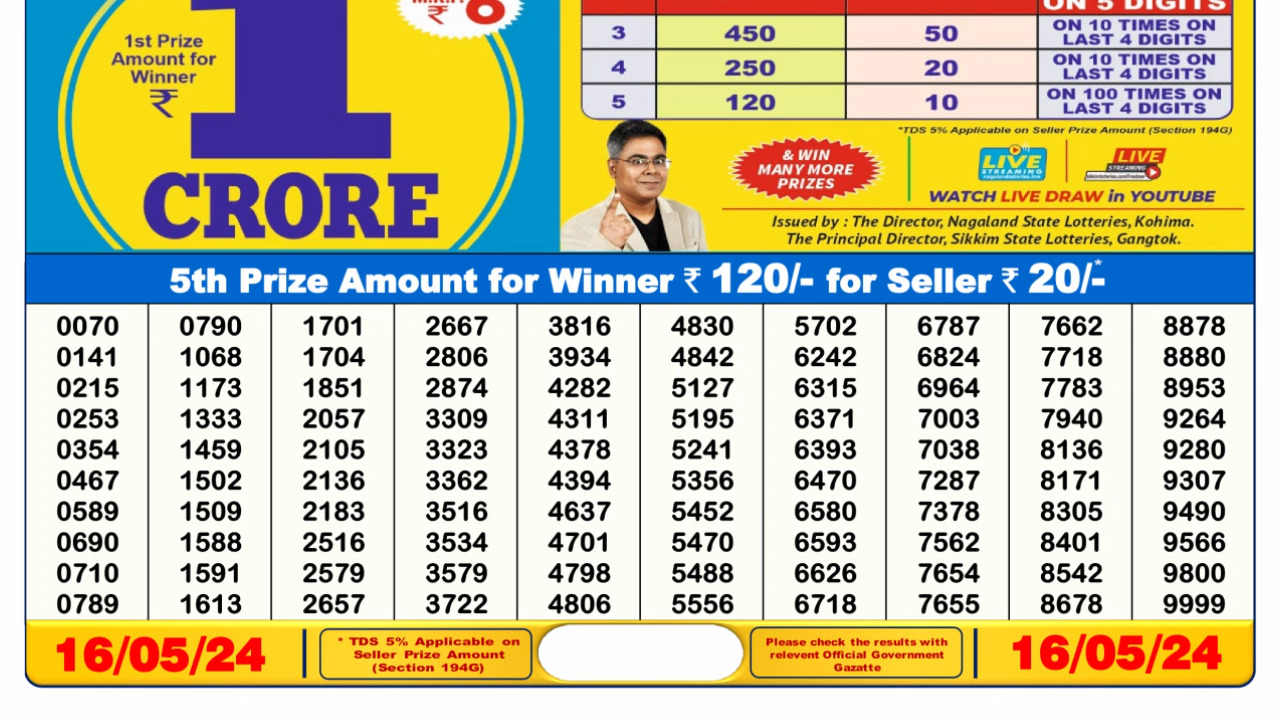 ON 5 DIGITS
M.R.P.
₹ 6
1
1st Prize
Amount for
Winner
₹
CRORE
3 450 50 ON 10 TIMES ON LAST 4 DIGITS
4 250 20 ON 10 TIMES ON LAST 4 DIGITS
5 120 10 ON 100 TIMES ON LAST 4 DIGITS
*TDS 5% Applicable on Seller Prize Amount (Section 194G)
& WIN
MANY MORE
PRIZES
LIVE
STREAMING
nagalandlotteries.live
LIVE
STREAMING
WATCH LIVE DRAW in YOUTUBE
Issued by : The Director, Nagaland State Lotteries, Kohima.
The Principal Director, Sikkim State Lotteries, Gangtok.
5th Prize Amount for Winner ₹ 120/- for Seller ₹ 20/-*
0070 0790 1701 2667 3816 4830 5702 6787 7662 8878
0141 1068 1704 2806 3934 4842 6242 6824 7718 8880
0215 1173 1851 2874 4282 5127 6315 6964 7783 8953
0253 1333 2057 3309 4311 5195 6371 7003 7940 9264
0354 1459 2105 3323 4378 5241 6393 7038 8136 9280
0467 1502 2136 3362 4394 5356 6470 7287 8171 9307
0589 1509 2183 3516 4637 5452 6580 7378 8305 9490
0690 1588 2516 3534 4701 5470 6593 7562 8401 9566
0710 1591 2579 3579 4798 5488 6626 7654 8542 9800
0789 1613 2657 3722 4806 5556 6718 7655 8678 9999
16/05/24
* TDS 5% Applicable on
Seller Prize Amount
(Section 194G)
Please check the results with
relevent Official Government
Gazatte
16/05/24